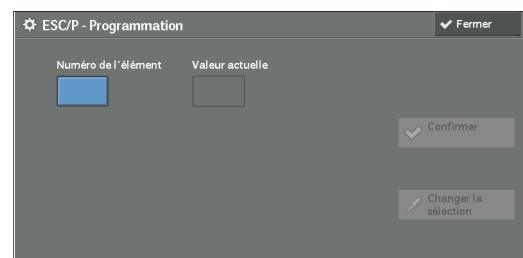 ESC/P - Programmation
Fermer
Numéro de l'élément
Valeur actuelle
Confirmer
Changer la
sélection